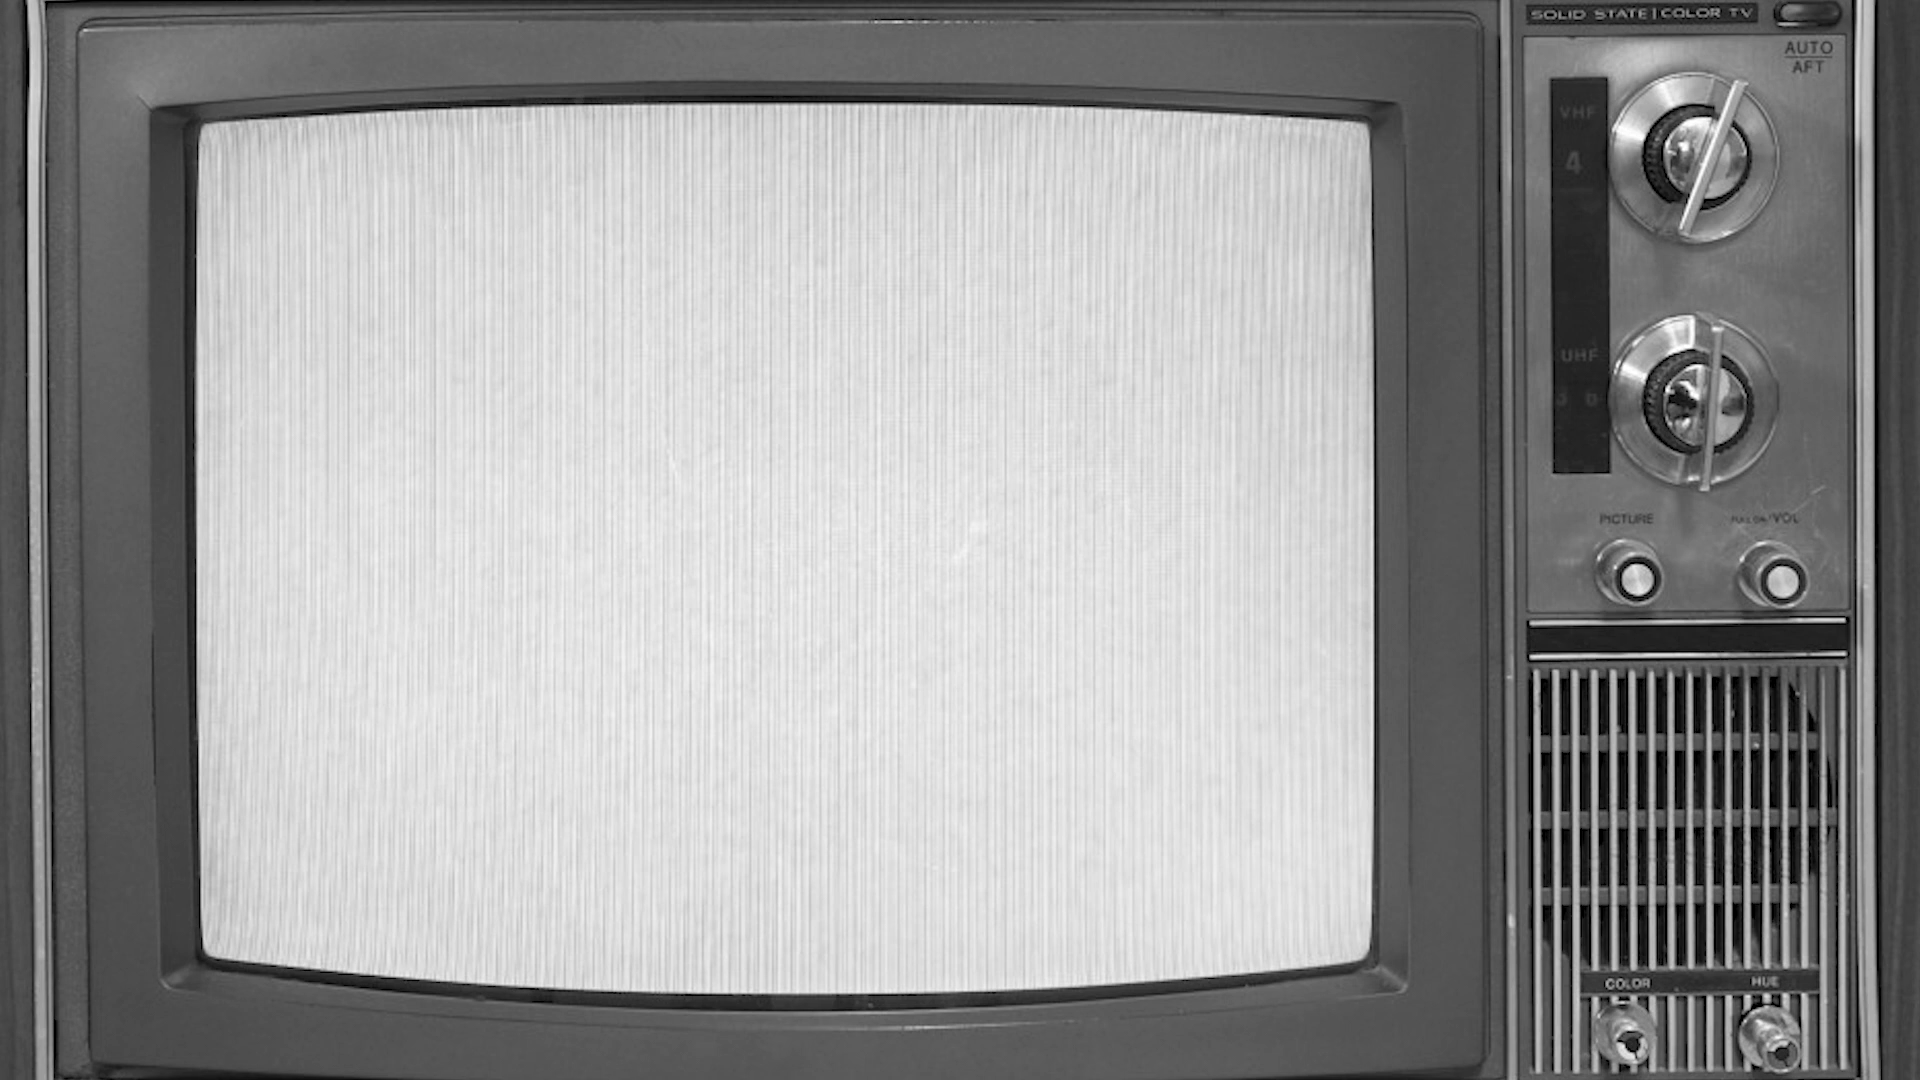 SOLID STATE | COLOR TV
AUTO
AFT
VHF
4
UHF
PICTURE
VOL
COLOR
HUE